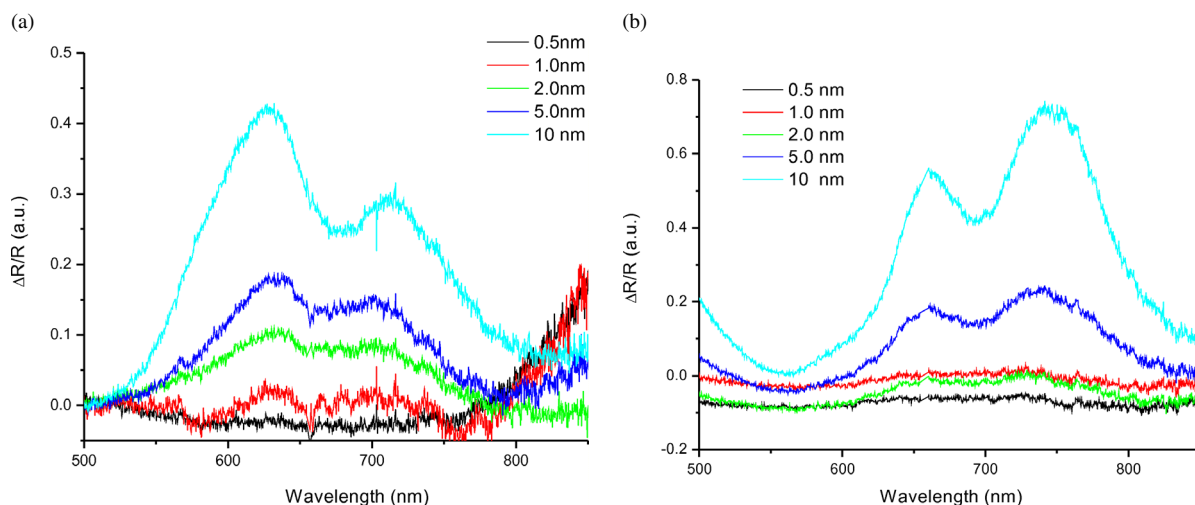 (a)
0.5nm
1.0nm
2.0nm
5.0nm
10 nm
0.5
0.4
0.3
0.2
0.1
0.0
ΔR/R (a.u.)
500
600
700
800
Wavelength (nm)
(b)
0.5 nm
1.0 nm
2.0 nm
5.0 nm
10 nm
0.8
0.6
0.4
0.2
0.0
-0.2
ΔR/R (a.u.)
500
600
700
800
Wavelength (nm)